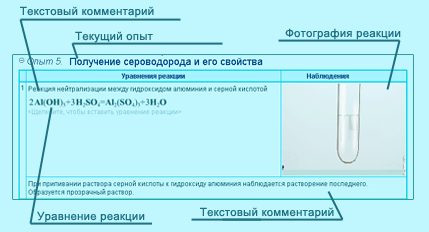 Текстовый комментарий
Текущий опыт
Фотография реакции
Опыт 5. Получение сероводорода и его свойства
Уравнения реакции
Наблюдения
1 Реакция нейтрализации между гидроксидом алюминия и серной кислотой
2Al(OH)₃+3H₂SO₄=Al₂(SO₄)₃+3H₂O
<Щелкните, чтобы вставить уравнение реакции>
При приливании раствора серной кислоты к гидроксиду алюминия наблюдается растворение последнего.
Образуется прозрачный раствор.
Уравнение реакции
Текстовый комментарий